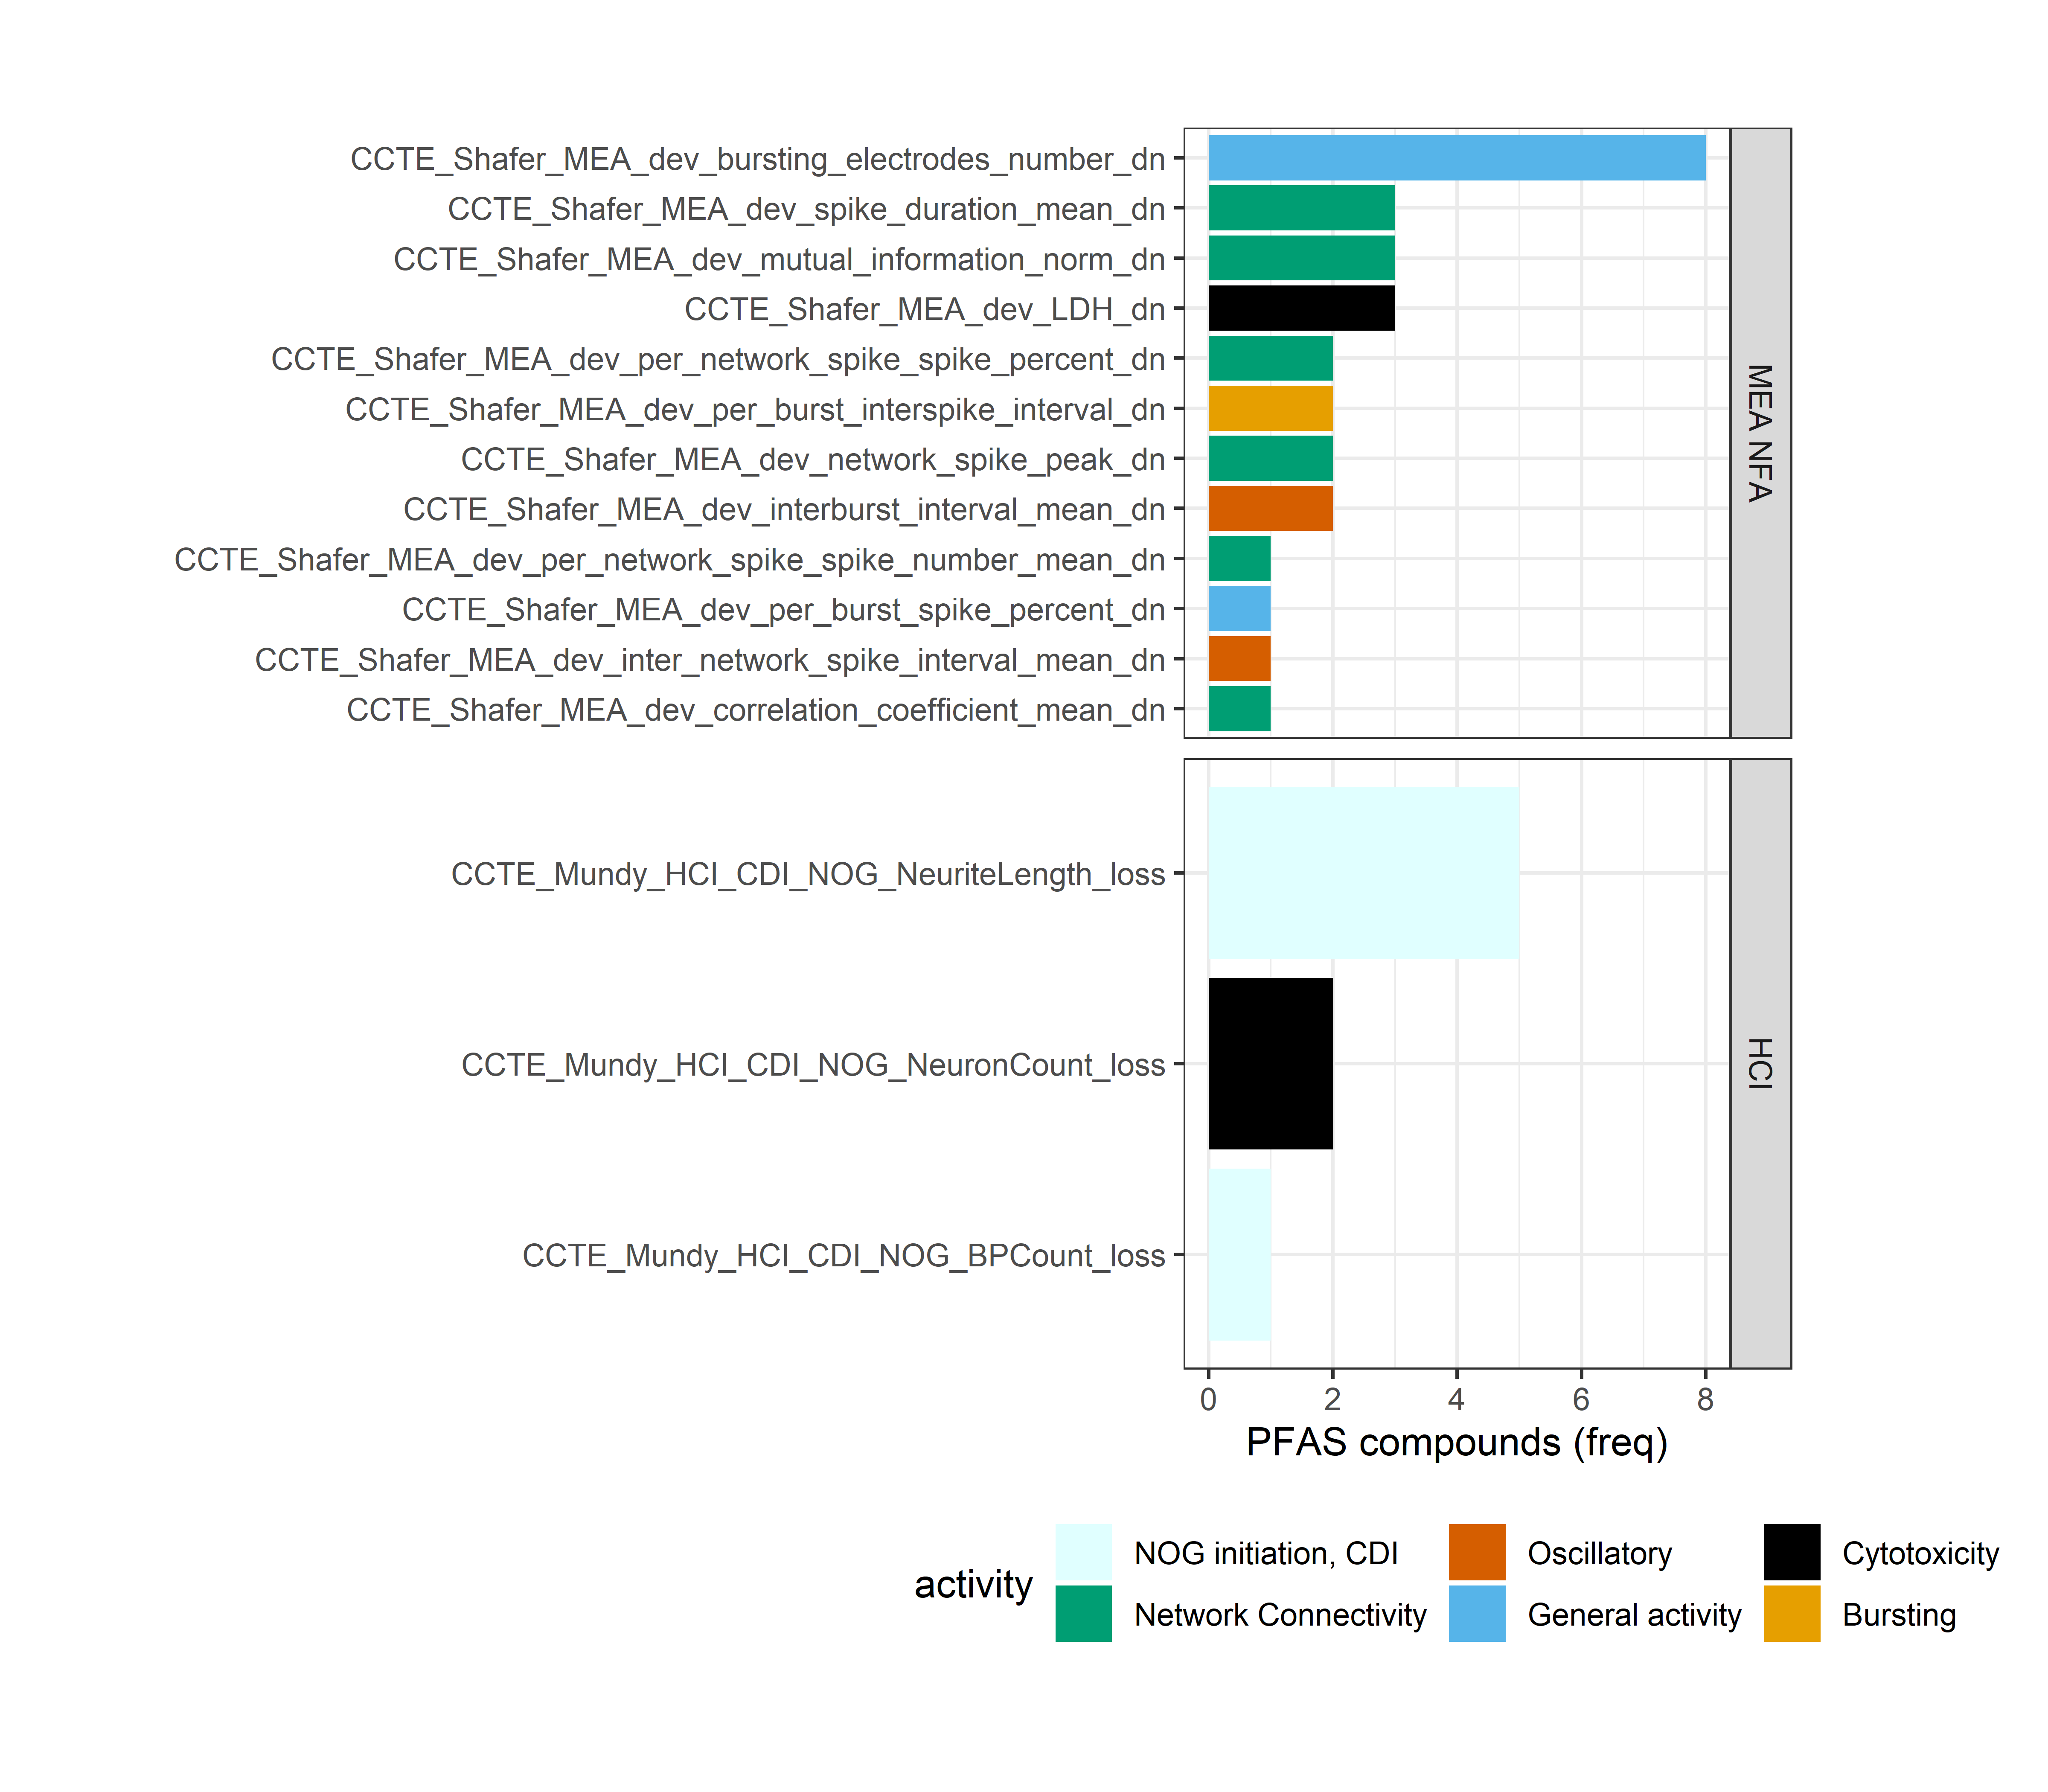 CCTE_Shafer_MEA_dev_bursting_electrodes_number_dn
CCTE_Shafer_MEA_dev_spike_duration_mean_dn
CCTE_Shafer_MEA_dev_mutual_information_norm_dn
CCTE_Shafer_MEA_dev_LDH_dn
CCTE_Shafer_MEA_dev_per_network_spike_spike_percent_dn
CCTE_Shafer_MEA_dev_per_burst_interspike_interval_dn
CCTE_Shafer_MEA_dev_network_spike_peak_dn
CCTE_Shafer_MEA_dev_interburst_interval_mean_dn
CCTE_Shafer_MEA_dev_per_network_spike_spike_number_mean_dn
CCTE_Shafer_MEA_dev_per_burst_spike_percent_dn
CCTE_Shafer_MEA_dev_inter_network_spike_interval_mean_dn
CCTE_Shafer_MEA_dev_correlation_coefficient_mean_dn
MEA NFA
CCTE_Mundy_HCI_CDI_NOG_NeuriteLength_loss
CCTE_Mundy_HCI_CDI_NOG_NeuronCount_loss
CCTE_Mundy_HCI_CDI_NOG_BPCount_loss
HCI
0 2 4 6 8
PFAS compounds (freq)
activity
NOG initiation, CDI
Network Connectivity
Oscillatory
General activity
Cytotoxicity
Bursting